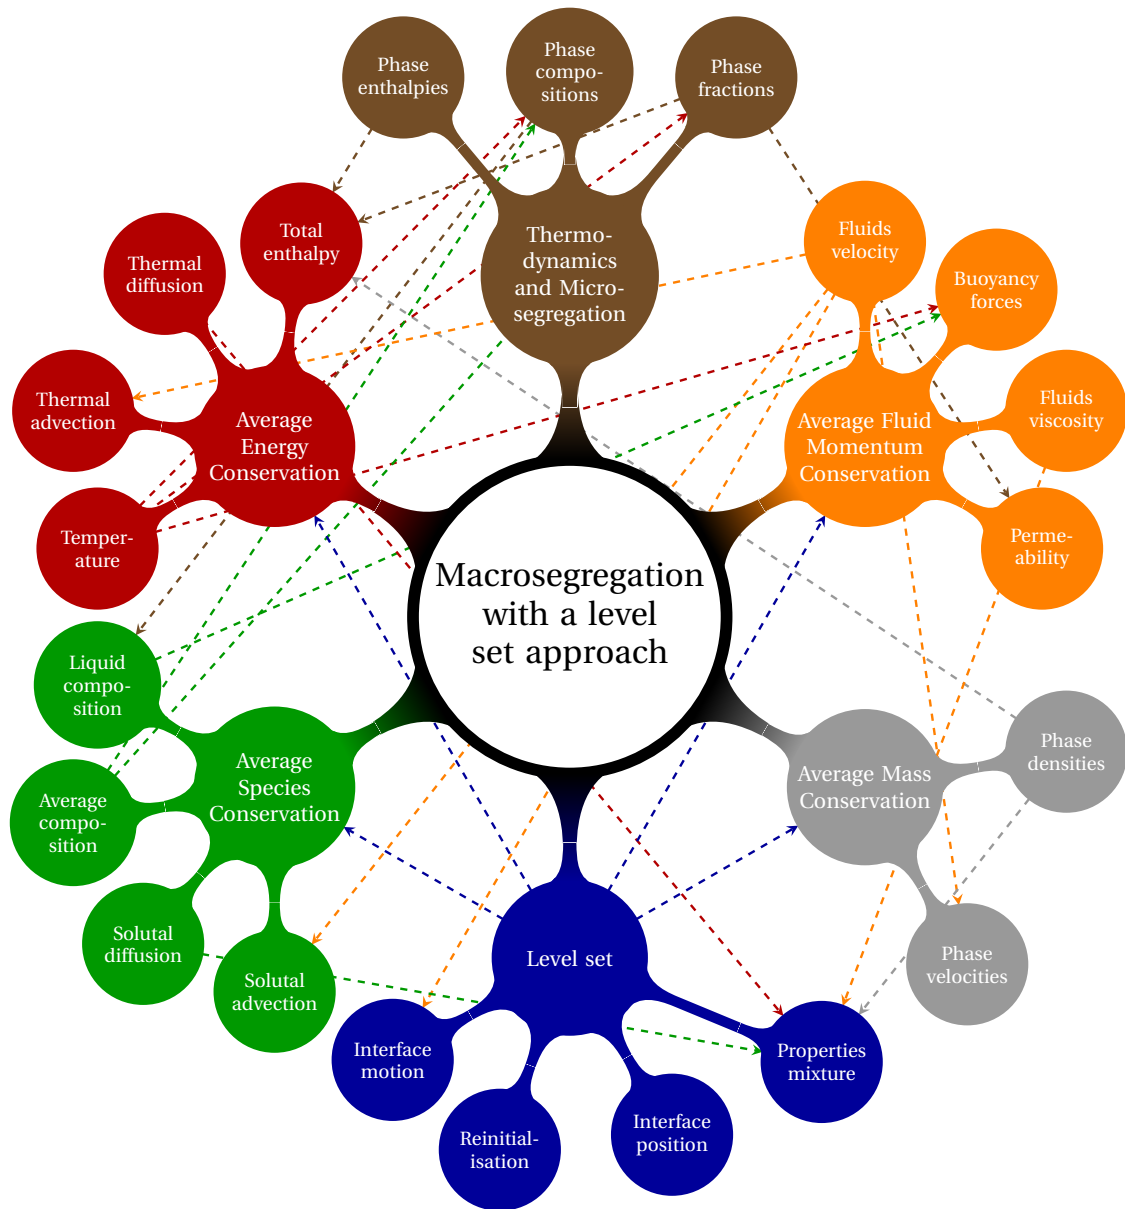 Phase
enthalpies
Phase
compo-
sitions
Phase
fractions
Thermo-
dynamics
and Micro-
segregation
Total
enthalpy
Thermal
diffusion
Thermal
advection
Temper-
ature
Average
Energy
Conservation
Fluids
velocity
Buoyancy
forces
Fluids
viscosity
Perme-
ability
Average Fluid
Momentum
Conservation
Macrosegregation
with a level
set approach
Liquid
compo-
sition
Average
compo-
sition
Solutal
diffusion
Solutal
advection
Average
Species
Conservation
Average Mass
Conservation
Phase
densities
Phase
velocities
Level set
Interface
motion
Reinitial-
isation
Interface
position
Properties
mixture